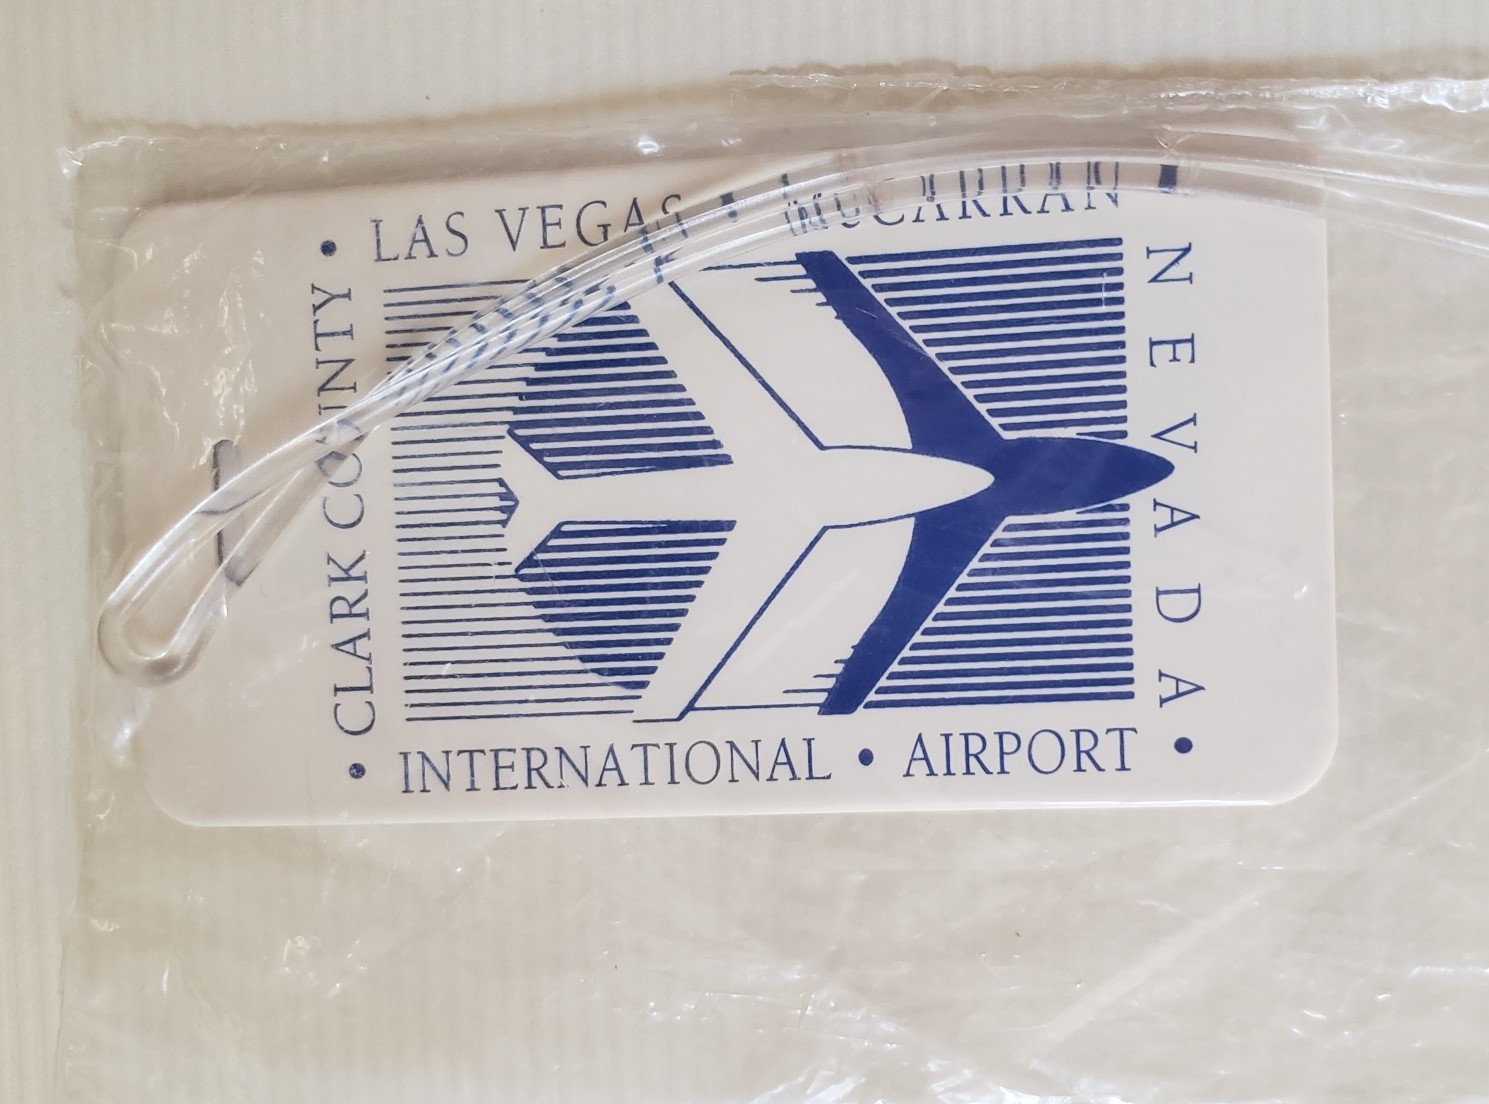 • LAS VEGAS • McCARRAN •
NEVADA
INTERNATIONAL • AIRPORT •
• CLARK COUNTY